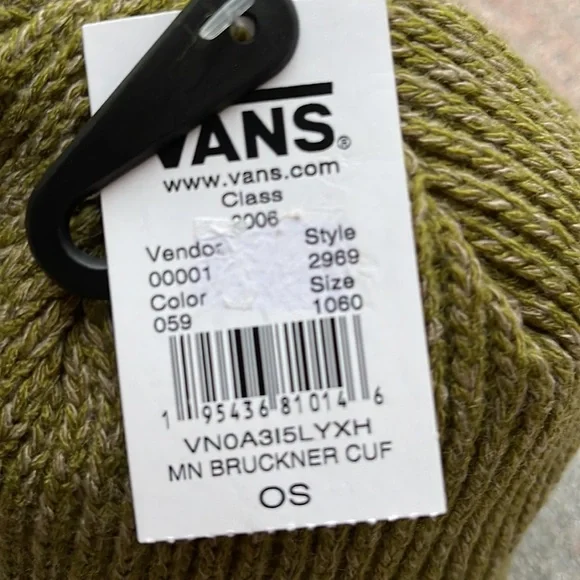 VANS®
www.vans.com
Class
2006
Vendor Style
00001 2969
Color Size
059 1060
1 95436 81014 6
VN0A3I5LYXH
MN BRUCKNER CUF
OS